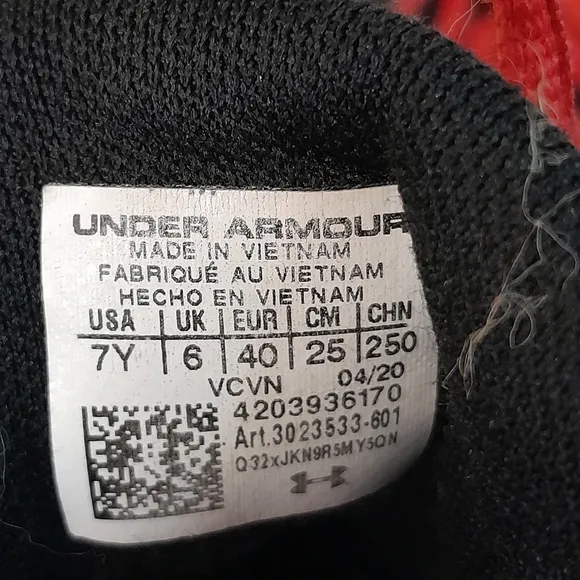 UNDER ARMOUR
MADE IN VIETNAM
FABRIQUÉ AU VIETNAM
HECHO EN VIETNAM
USA | UK | EUR | CM | CHN
7Y | 6 | 40 | 25 | 250
VCVN 04/20
4203936170
Art.3023533-601
Q32xJKN9R5MY5QN